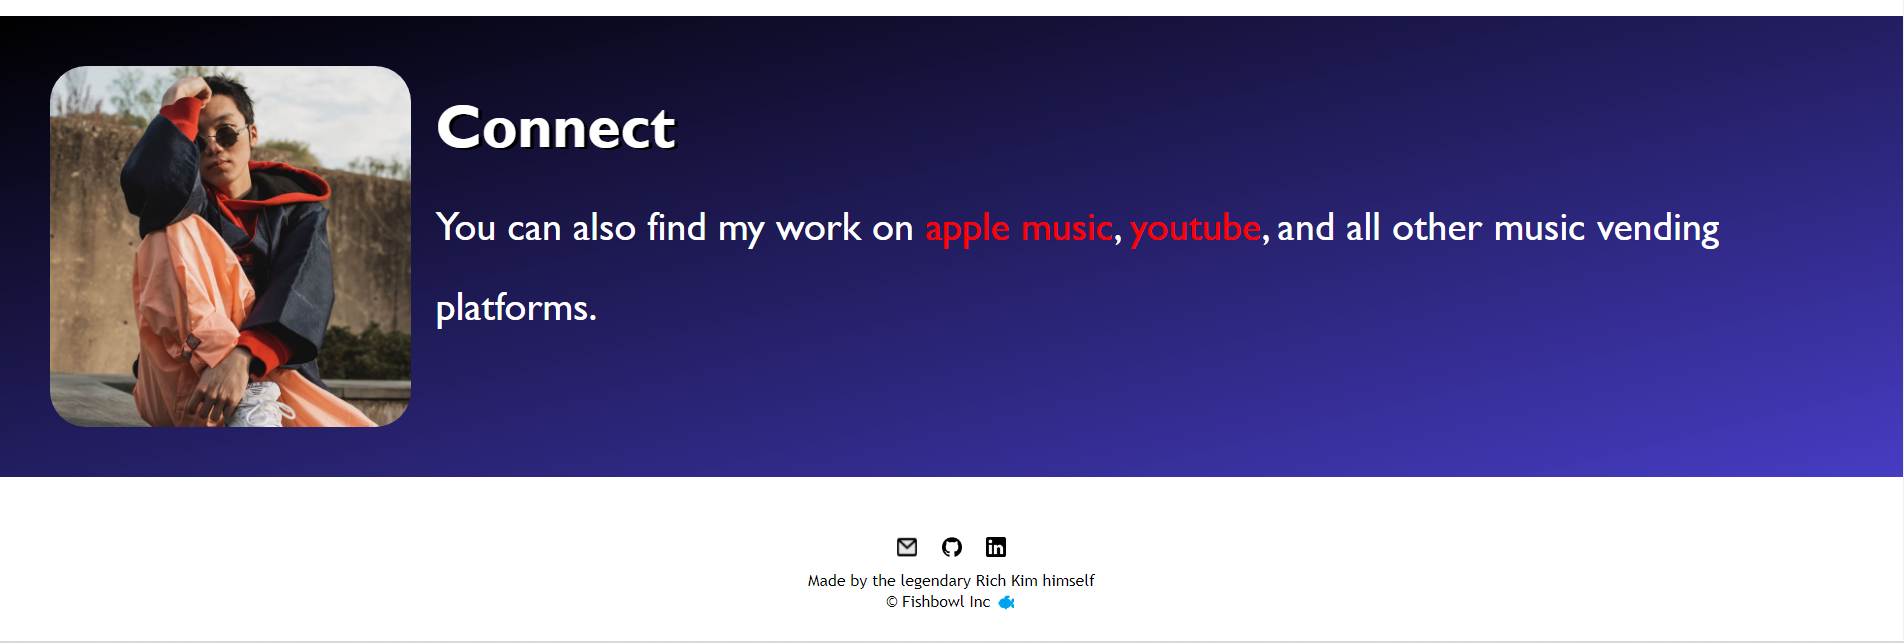 Connect
You can also find my work on apple music, youtube, and all other music vending
platforms.
in
Made by the legendary Rich Kim himself
© Fishbowl Inc